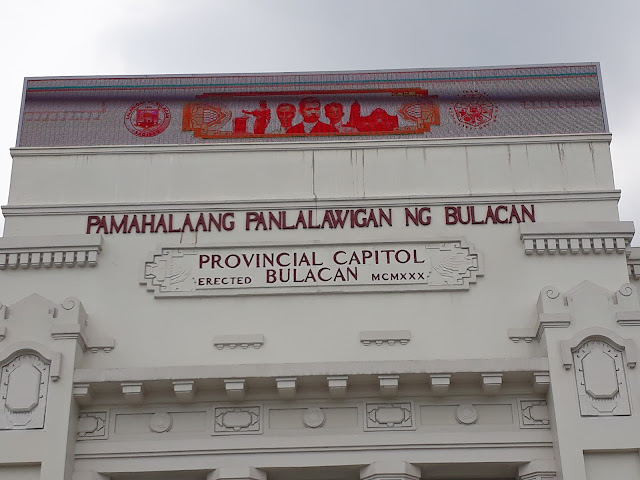 PAMAHALAANG PANLALAWIGAN NG BULACAN
PROVINCIAL CAPITOL
ERECTED BULACAN MCMXXX